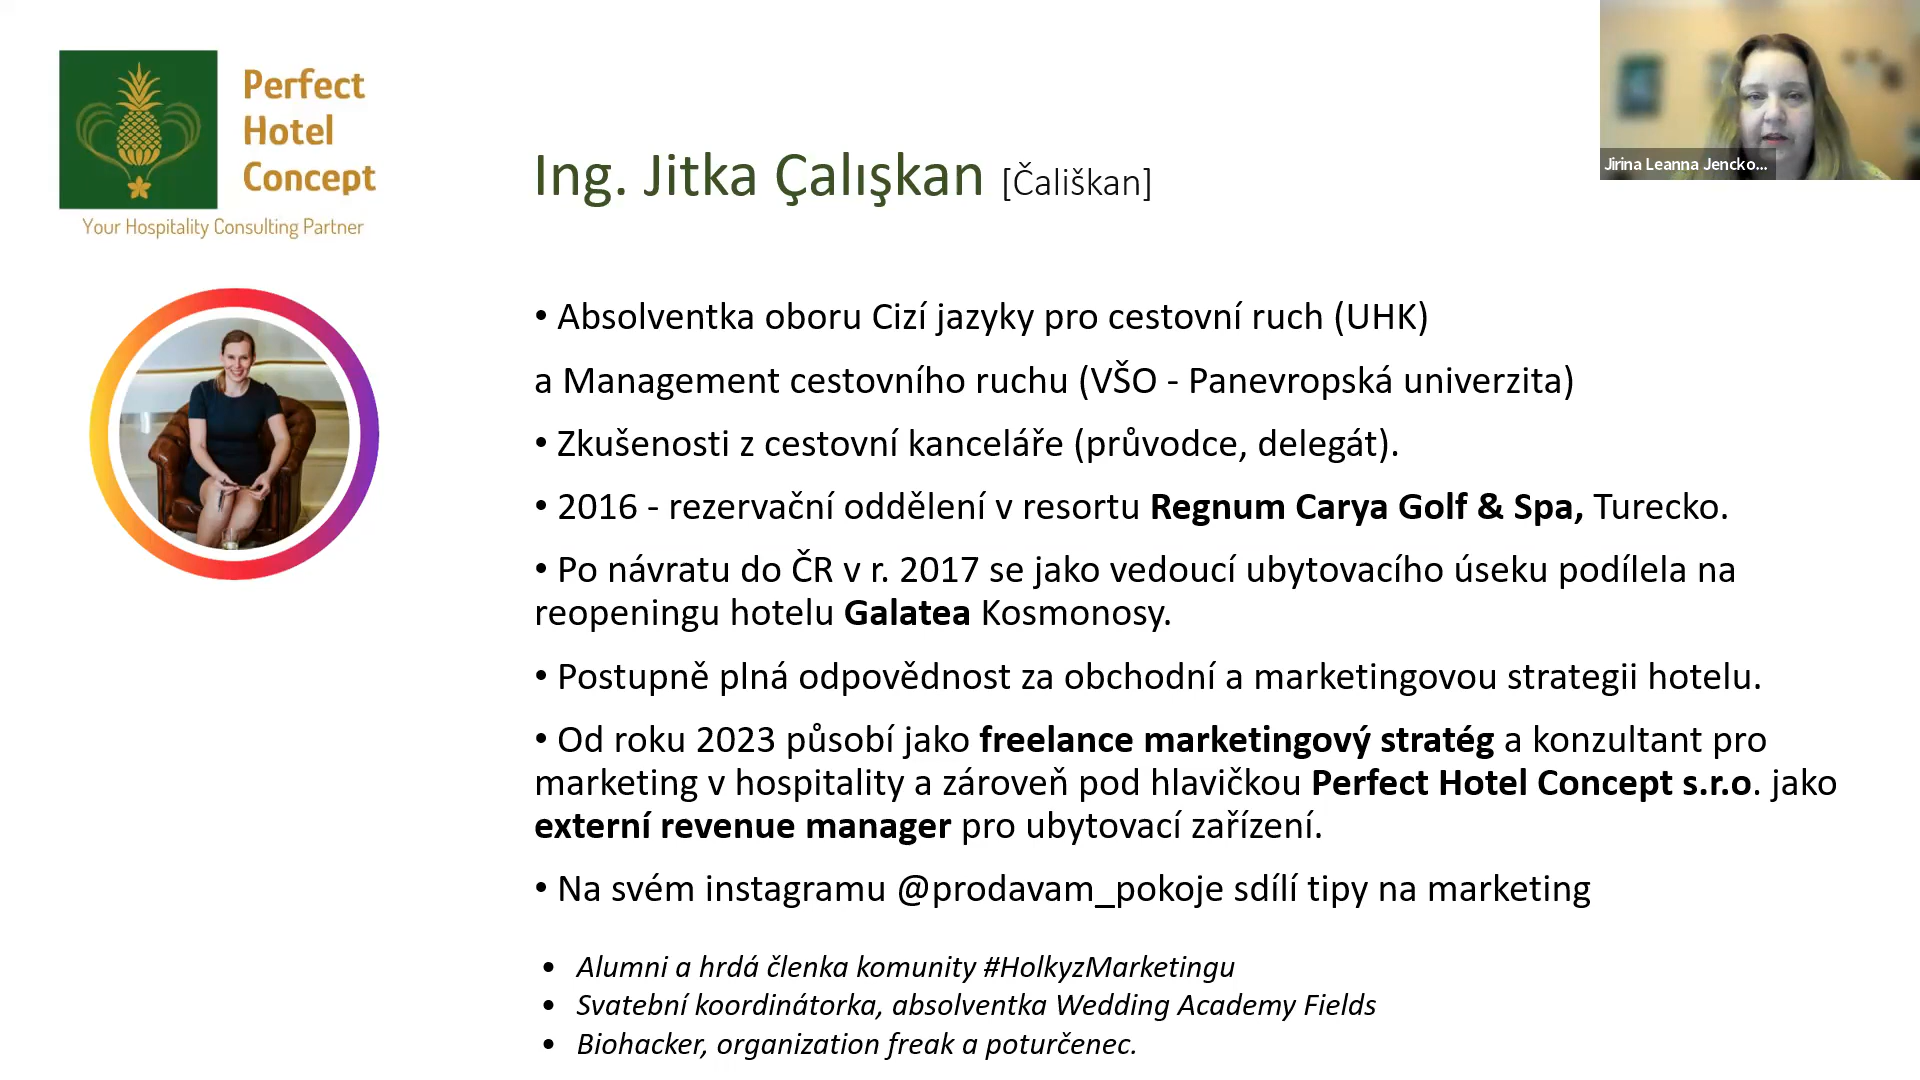 Perfect
Hotel
Concept
Your Hospitality Consulting Partner
Jirina Leanna Jencko...
Ing. Jitka Çalışkan [Čališkan]
• Absolventka oboru Cizí jazyky pro cestovní ruch (UHK)
a Management cestovního ruchu (VŠO - Panevropská univerzita)
• Zkušenosti z cestovní kanceláře (průvodce, delegát).
• 2016 - rezervační oddělení v resortu Regnum Carya Golf & Spa, Turecko.
• Po návratu do ČR v r. 2017 se jako vedoucí ubytovacího úseku podílela na
reopeningu hotelu Galatea Kosmonosy.
• Postupně plná odpovědnost za obchodní a marketingovou strategii hotelu.
• Od roku 2023 působí jako freelance marketingový stratég a konzultant pro
marketing v hospitality a zároveň pod hlavičkou Perfect Hotel Concept s.r.o. jako
externí revenue manager pro ubytovací zařízení.
• Na svém instagramu @prodavam_pokoje sdílí tipy na marketing
• Alumni a hrdá členka komunity #HolkyzMarketingu
• Svatební koordinátorka, absolventka Wedding Academy Fields
• Biohacker, organization freak a poturčenec.